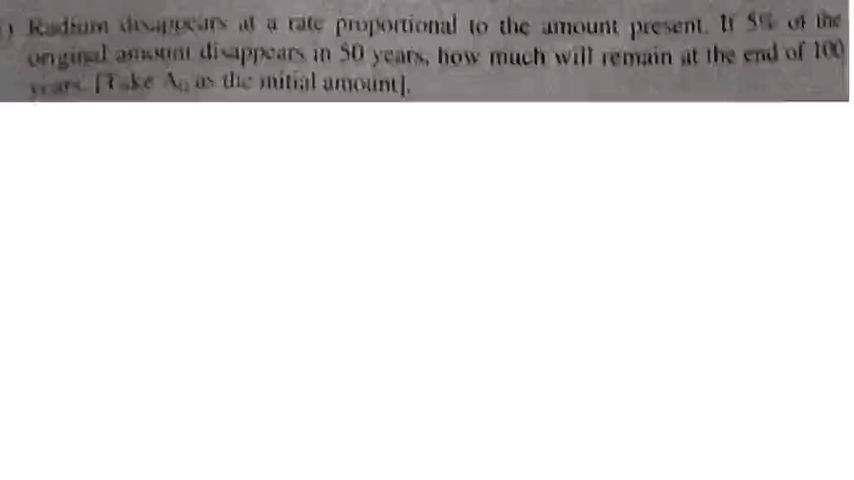 ) Radium disappears at a rate proportional to the amount present. If 5% of the
original amount disappears in 50 years, how much will remain at the end of 100
years. [Take A₀ as the initial amount].